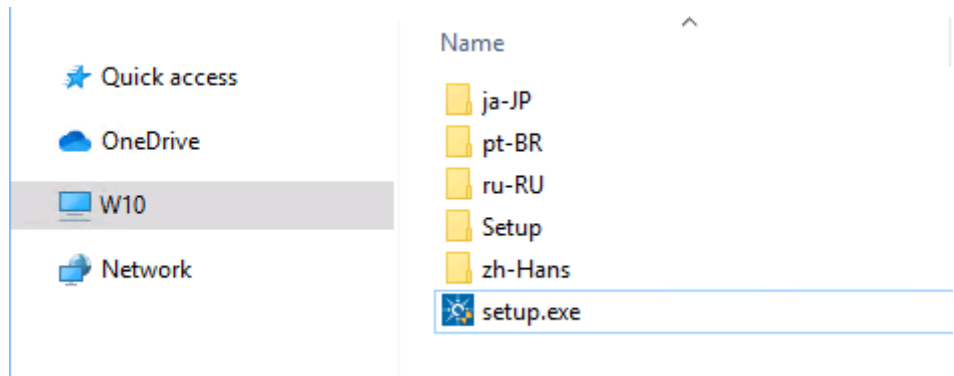 Quick access
OneDrive
W10
Network
Name
ja-JP
pt-BR
ru-RU
Setup
zh-Hans
setup.exe